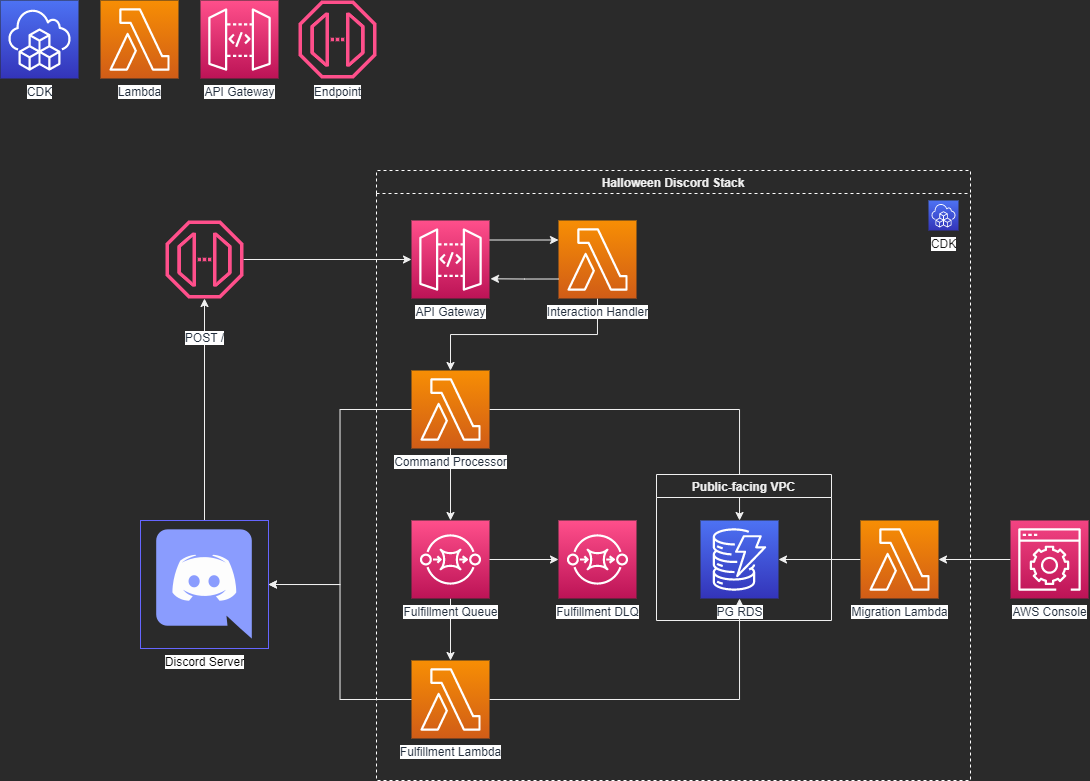 CDK
Lambda
API Gateway
Endpoint
Halloween Discord Stack
CDK
API Gateway
Interaction Handler
POST /
Command Processor
Public-facing VPC
Fulfillment Queue
Fulfillment DLQ
PG RDS
Migration Lambda
AWS Console
Discord Server
Fulfillment Lambda